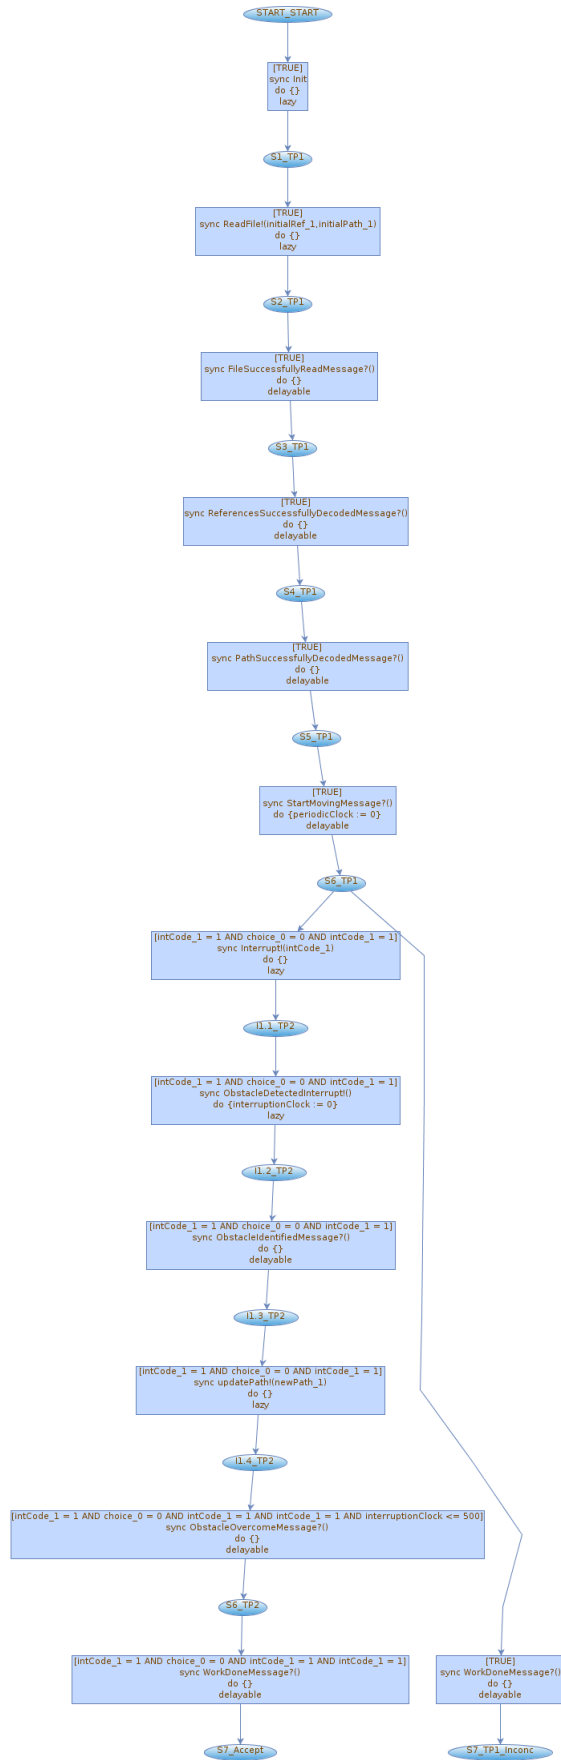 START_START
[TRUE]
sync Init
do {}
lazy
S1_TP1
[TRUE]
sync ReadFile!(initialRef_1,initialPath_1)
do {}
lazy
S2_TP1
[TRUE]
sync FileSuccessfullyReadMessage?()
do {}
delayable
S3_TP1
[TRUE]
sync ReferencesSuccessfullyDecodedMessage?()
do {}
delayable
S4_TP1
[TRUE]
sync PathSuccessfullyDecodedMessage?()
do {}
delayable
S5_TP1
[TRUE]
sync StartMovingMessage?()
do {periodicClock := 0}
delayable
S6_TP1
[intCode_1 = 1 AND choice_0 = 0 AND intCode_1 = 1]
sync Interrupt!(intCode_1)
do {}
lazy
I1.1_TP2
[intCode_1 = 1 AND choice_0 = 0 AND intCode_1 = 1]
sync ObstacleDetectedInterrupt!()
do {interruptionClock := 0}
lazy
I1.2_TP2
[intCode_1 = 1 AND choice_0 = 0 AND intCode_1 = 1]
sync ObstacleIdentifiedMessage?()
do {}
delayable
I1.3_TP2
[intCode_1 = 1 AND choice_0 = 0 AND intCode_1 = 1]
sync updatePath!(newPath_1)
do {}
lazy
I1.4_TP2
[intCode_1 = 1 AND choice_0 = 0 AND intCode_1 = 1 AND intCode_1 = 1 AND interruptionClock <= 500]
sync ObstacleOvercomeMessage?()
do {}
delayable
S6_TP2
[intCode_1 = 1 AND choice_0 = 0 AND intCode_1 = 1 AND intCode_1 = 1]
sync WorkDoneMessage?()
do {}
delayable
S7_Accept
[TRUE]
sync WorkDoneMessage?()
do {}
delayable
S7_TP1_Inconc